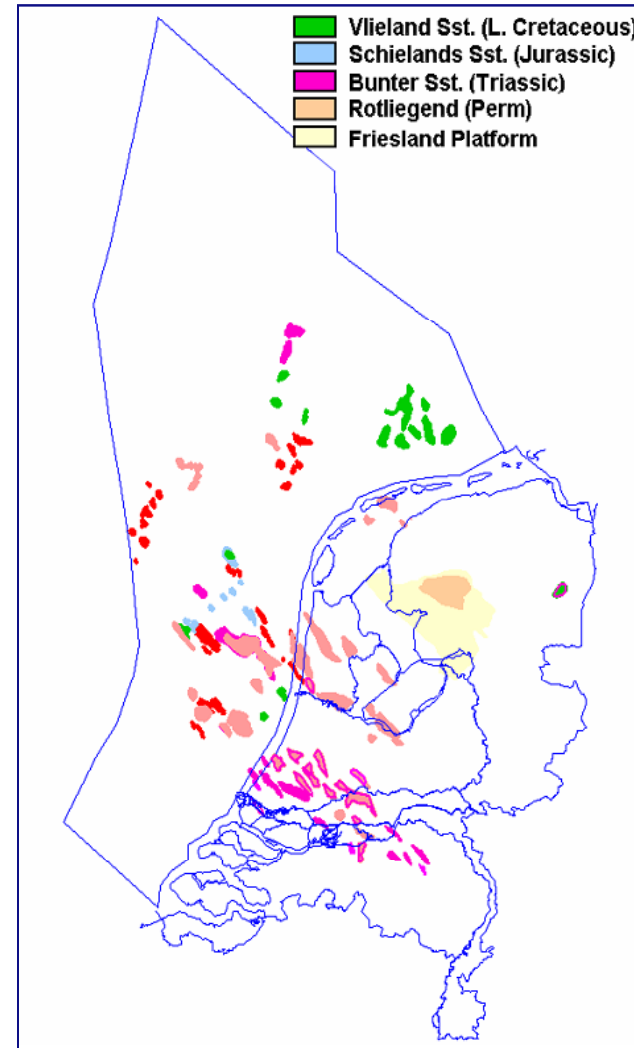 Vlieland Sst. (L. Cretaceous)
Schielands Sst. (Jurassic)
Bunter Sst. (Triassic)
Rotliegend (Perm)
Friesland Platform